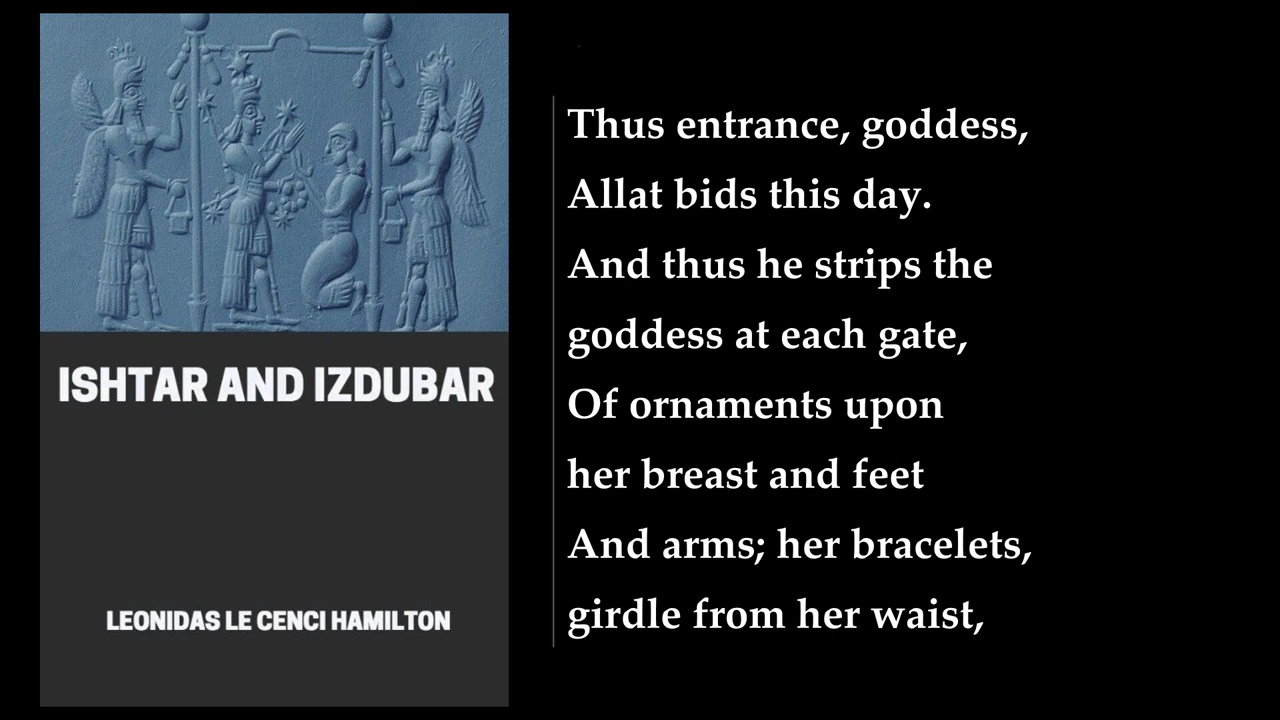 ISHTAR AND IZDUBAR
LEONIDAS LE CENCI HAMILTON
Thus entrance, goddess,
Allat bids this day.
And thus he strips the
goddess at each gate,
Of ornaments upon
her breast and feet
And arms; her bracelets,
girdle from her waist,